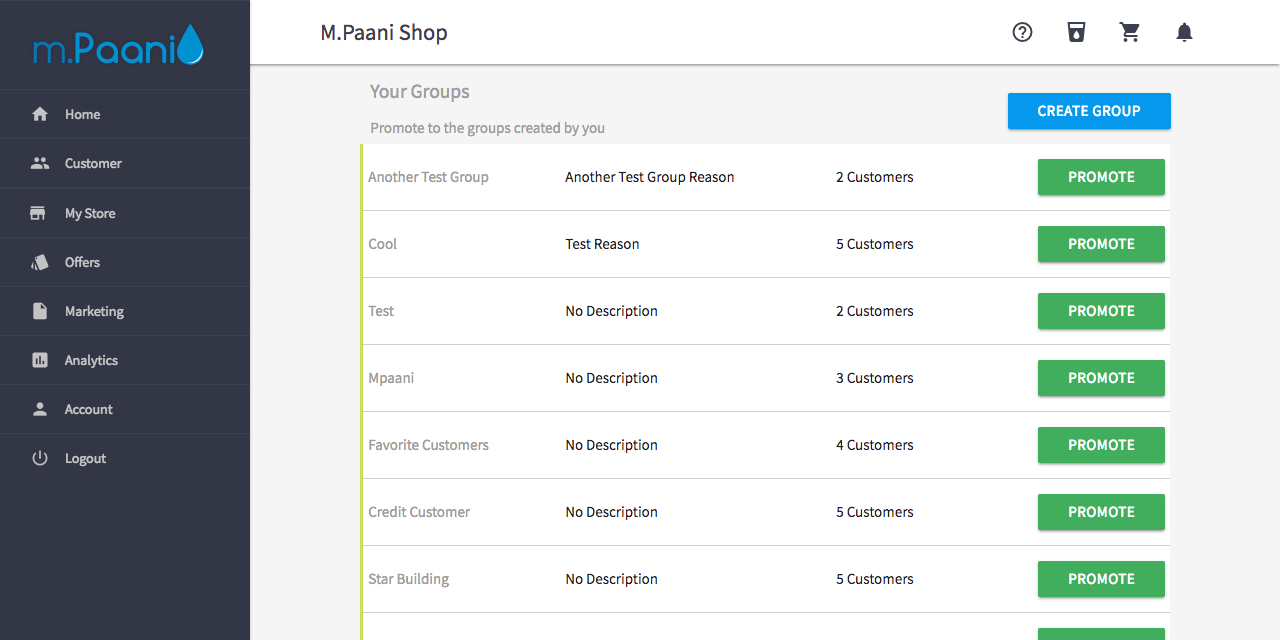 m.Paani
M.Paani Shop
Home
Customer
My Store
Offers
Marketing
Analytics
Account
Logout
Your Groups
Promote to the groups created by you
CREATE GROUP
Another Test Group Another Test Group Reason 2 Customers PROMOTE
Cool Test Reason 5 Customers PROMOTE
Test No Description 2 Customers PROMOTE
Mpaani No Description 3 Customers PROMOTE
Favorite Customers No Description 4 Customers PROMOTE
Credit Customer No Description 5 Customers PROMOTE
Star Building No Description 5 Customers PROMOTE